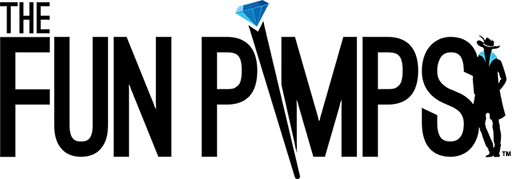 THE
FUN PIMPS
™